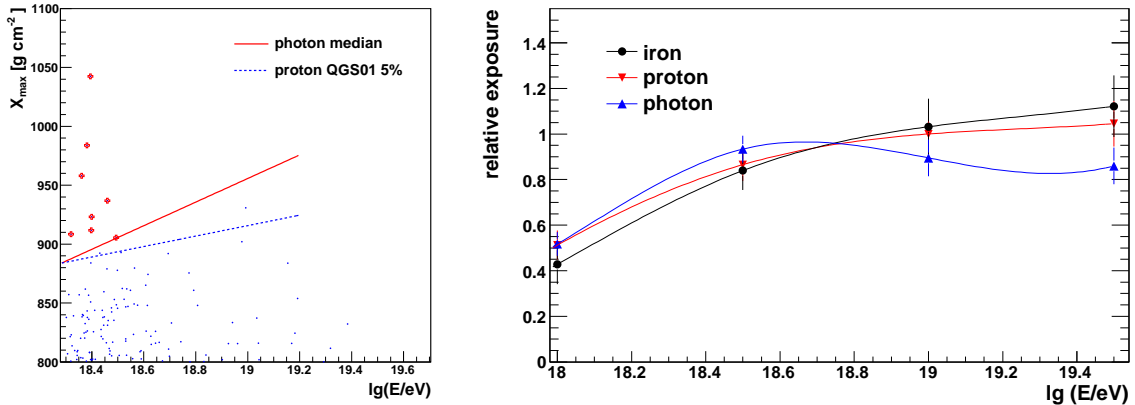 X_max [g cm^-2]
1100
1050
1000
950
900
850
800
photon median
proton QGS01 5%
18.4 18.6 18.8 19 19.2 19.4 19.6
lg(E/eV)
relative exposure
1.4
1.2
1
0.8
0.6
0.4
0.2
0
iron
proton
photon
18 18.2 18.4 18.6 18.8 19 19.2 19.4
lg (E/eV)